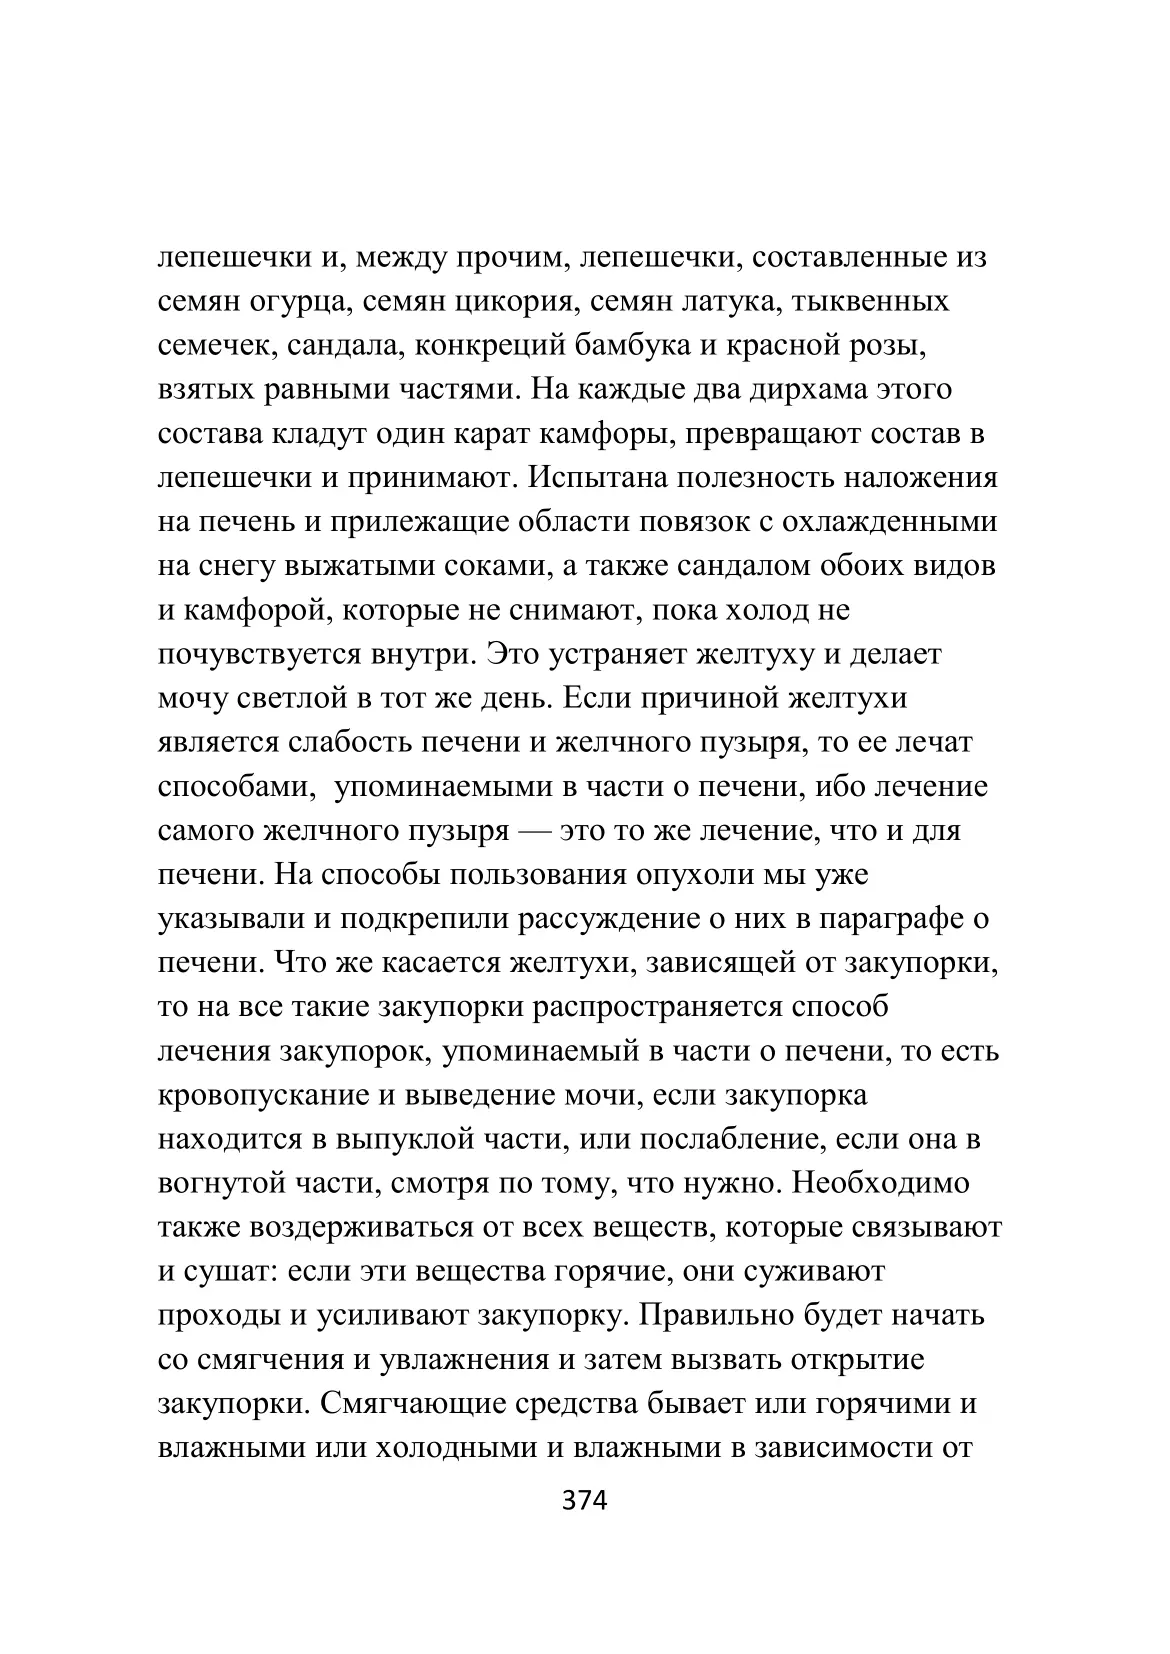 лепешечки и, между прочим, лепешечки, составленные из
семян огурца, семян цикория, семян латука, тыквенных
семечек, сандала, конкреций бамбука и красной розы,
взятых равными частями. На каждые два дирхама этого
состава кладут один карат камфоры, превращают состав в
лепешечки и принимают. Испытана полезность наложения
на печень и прилежащие области повязок с охлажденными
на снегу выжатыми соками, а также сандалом обоих видов
и камфорой, которые не снимают, пока холод не
почувствуется внутри. Это устраняет желтуху и делает
мочу светлой в тот же день. Если причиной желтухи
является слабость печени и желчного пузыря, то ее лечат
способами,  упоминаемыми в части о печени, ибо лечение
самого желчного пузыря — это то же лечение, что и для
печени. На способы пользования опухоли мы уже
указывали и подкрепили рассуждение о них в параграфе о
печени. Что же касается желтухи, зависящей от закупорки,
то на все такие закупорки распространяется способ
лечения закупорок, упоминаемый в части о печени, то есть
кровопускание и выведение мочи, если закупорка
находится в выпуклой части, или послабление, если она в
вогнутой части, смотря по тому, что нужно. Необходимо
также воздерживаться от всех веществ, которые связывают
и сушат: если эти вещества горячие, они суживают
проходы и усиливают закупорку. Правильно будет начать
со смягчения и увлажнения и затем вызвать открытие
закупорки. Смягчающие средства бывает или горячими и
влажными или холодными и влажными в зависимости от
374